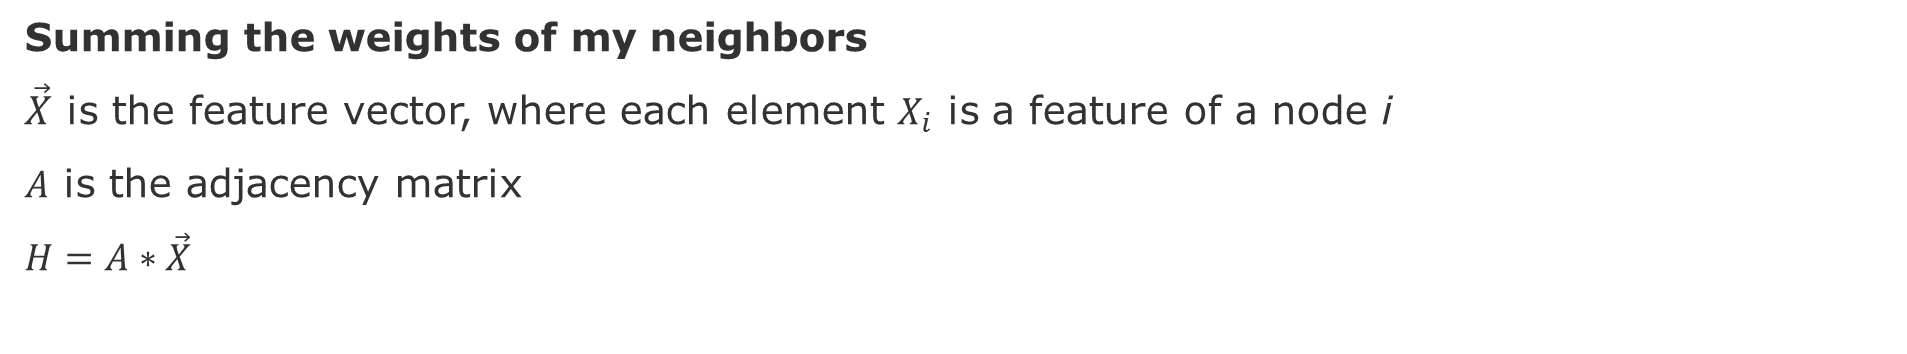 Summing the weights of my neighbors
X⃗ is the feature vector, where each element Xᵢ is a feature of a node i
A is the adjacency matrix
H = A ∗ X⃗